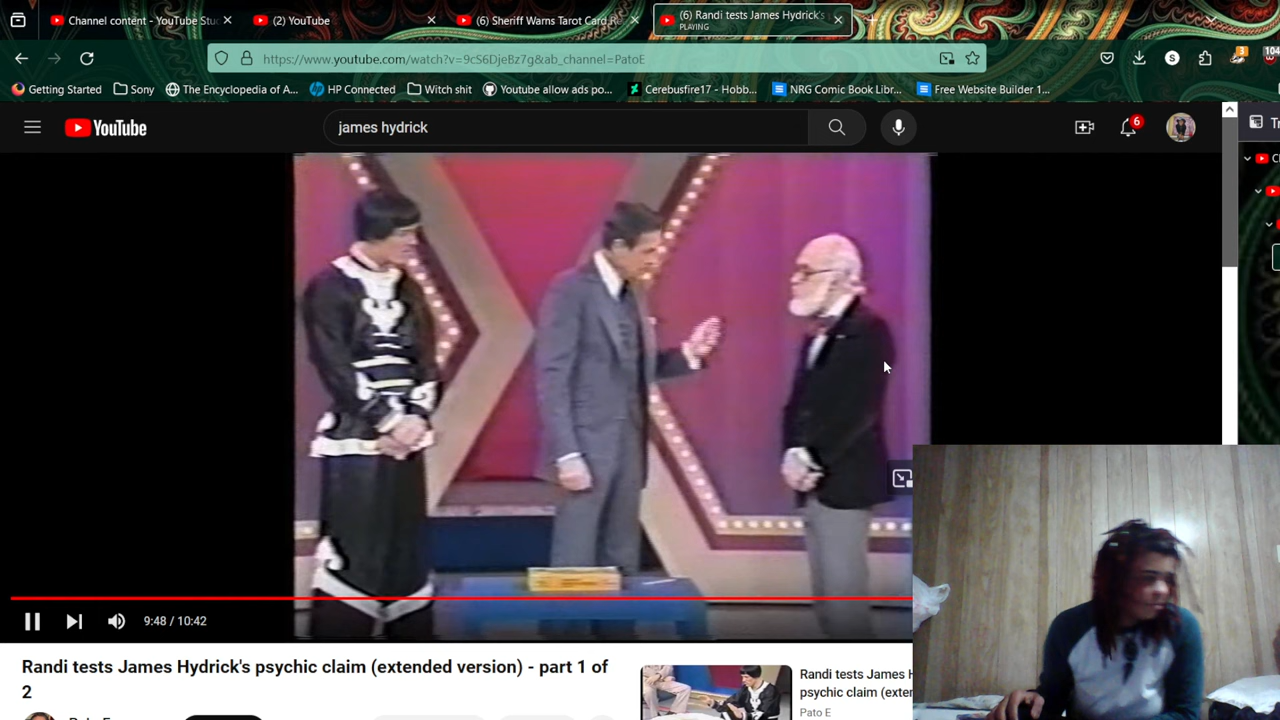 Channel content - YouTube Stu
(2) YouTube
(6) Sheriff Warns Tarot Card Re
(6) Randi tests James Hydrick's
PLAYING
https://www.youtube.com/watch?v=9cS6DjeBz7g&ab_channel=PatoE
S
3
104
Getting Started
Sony
The Encyclopedia of A...
HP Connected
Witch shit
Youtube allow ads po...
Cerebusfire17 - Hobb...
NRG Comic Book Libr...
Free Website Builder 1...
YouTube
james hydrick
6
Tr
C
9:48 / 10:42
Randi tests James Hydrick's psychic claim (extended version) - part 1 of
2
Randi tests James H
psychic claim (exter
Pato E